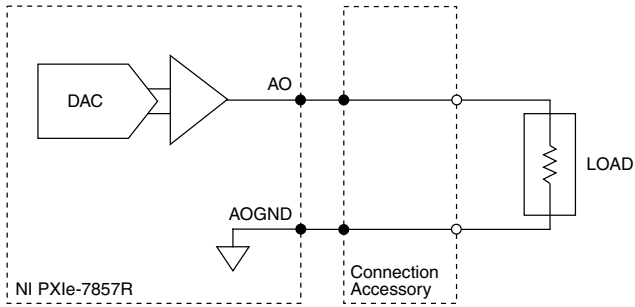 AO
DAC
LOAD
AOGND
NI PXIe-7857R
Connection
Accessory